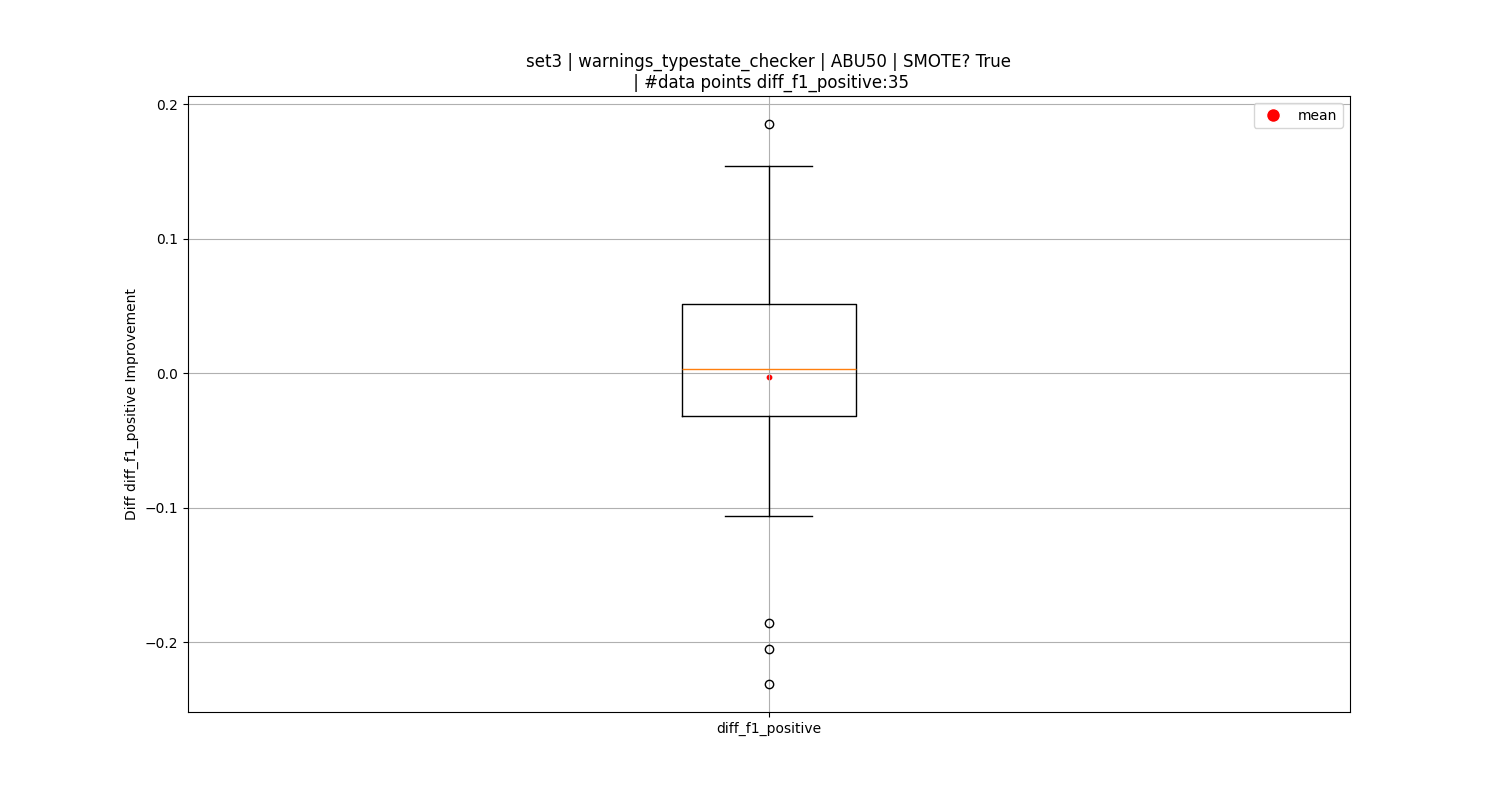 set3 | warnings_typestate_checker | ABU50 | SMOTE? True
| #data points diff_f1_positive:35
mean
Diff diff_f1_positive Improvement
0.2
0.1
0.0
−0.1
−0.2
diff_f1_positive